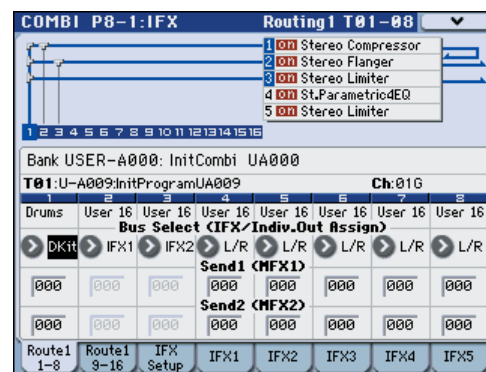 COMBI P8-1:IFX Routing1 T01-08
1 on Stereo Compressor
2 on Stereo Flanger
3 on Stereo Limiter
4 on St.Parametric4EQ
5 on Stereo Limiter
1 2 3 4 5 6 7 8 9 10 11 12 13 14 15 16
Bank USER-A000: InitCombi UA000
T01:U-A009:InitProgramUA009 Ch:01G
1 2 3 4 5 6 7 8
Drums User 16 User 16 User 16 User 16 User 16 User 16 User 16
Bus Select (IFX/Indiv.Out Assign)
DKit IFX1 IFX2 L/R L/R L/R L/R L/R
Send1 (MFX1)
000 000 000 000 000 000 000 000
Send2 (MFX2)
000 000 000 000 000 000 000 000
Route1 1-8 Route1 9-16 IFX Setup IFX1 IFX2 IFX3 IFX4 IFX5